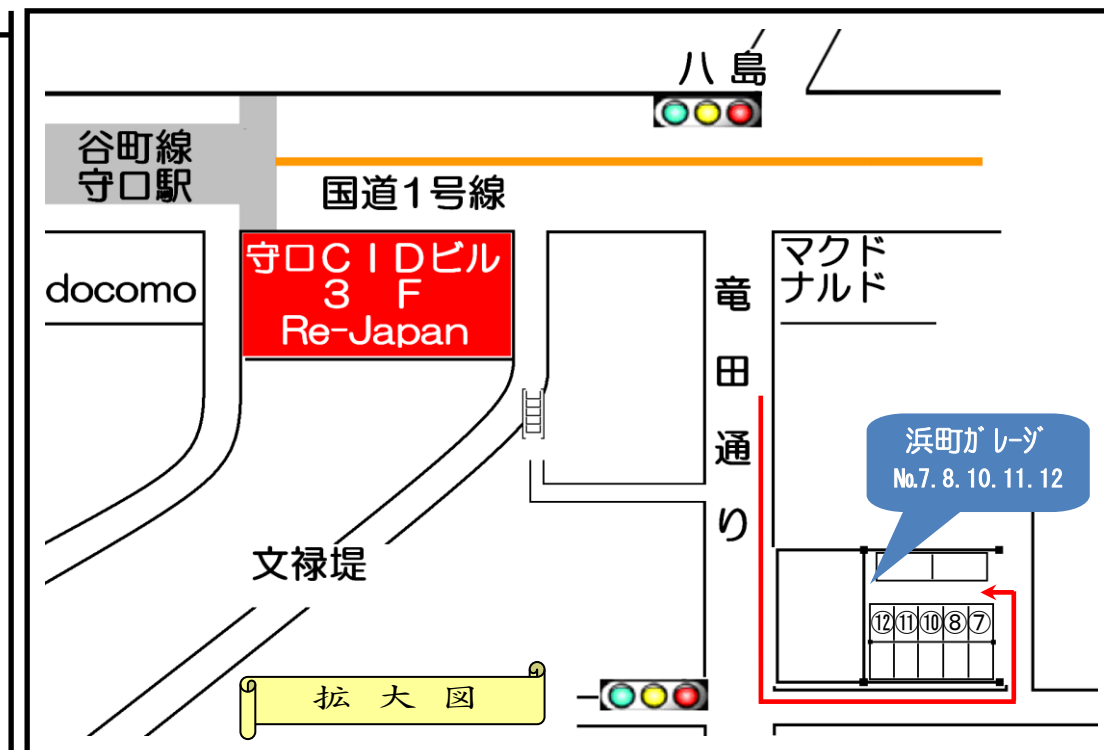 八島
谷町線
守口駅
国道1号線
守口CIDビル
3 F
Re-Japan
docomo
マクド
ナルド
竜田通り
浜町ガレージ
№7.8.10.11.12
文禄堤
⑫⑪⑩⑧⑦
拡大図